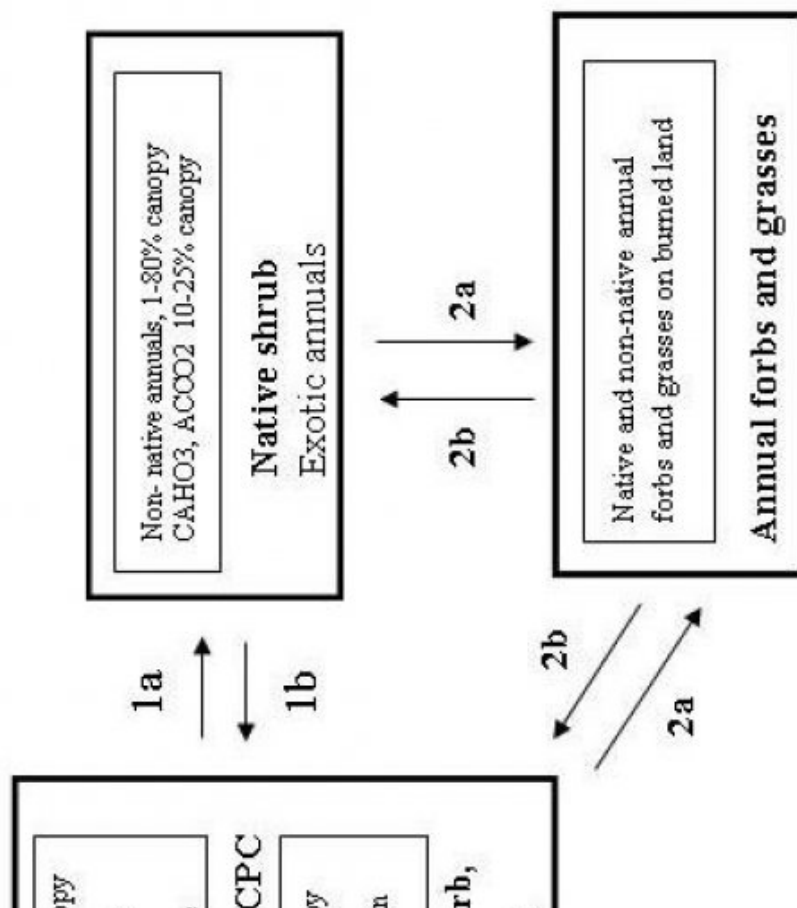 Non- native annuals, 1-80% canopy
CAHO3, ACCO2 10-25% canopy
Native shrub
Exotic annuals
1a
1b
2a
2b
2b
2a
Native and non-native annual
forbs and grasses on burned land
Annual forbs and grasses
CPC